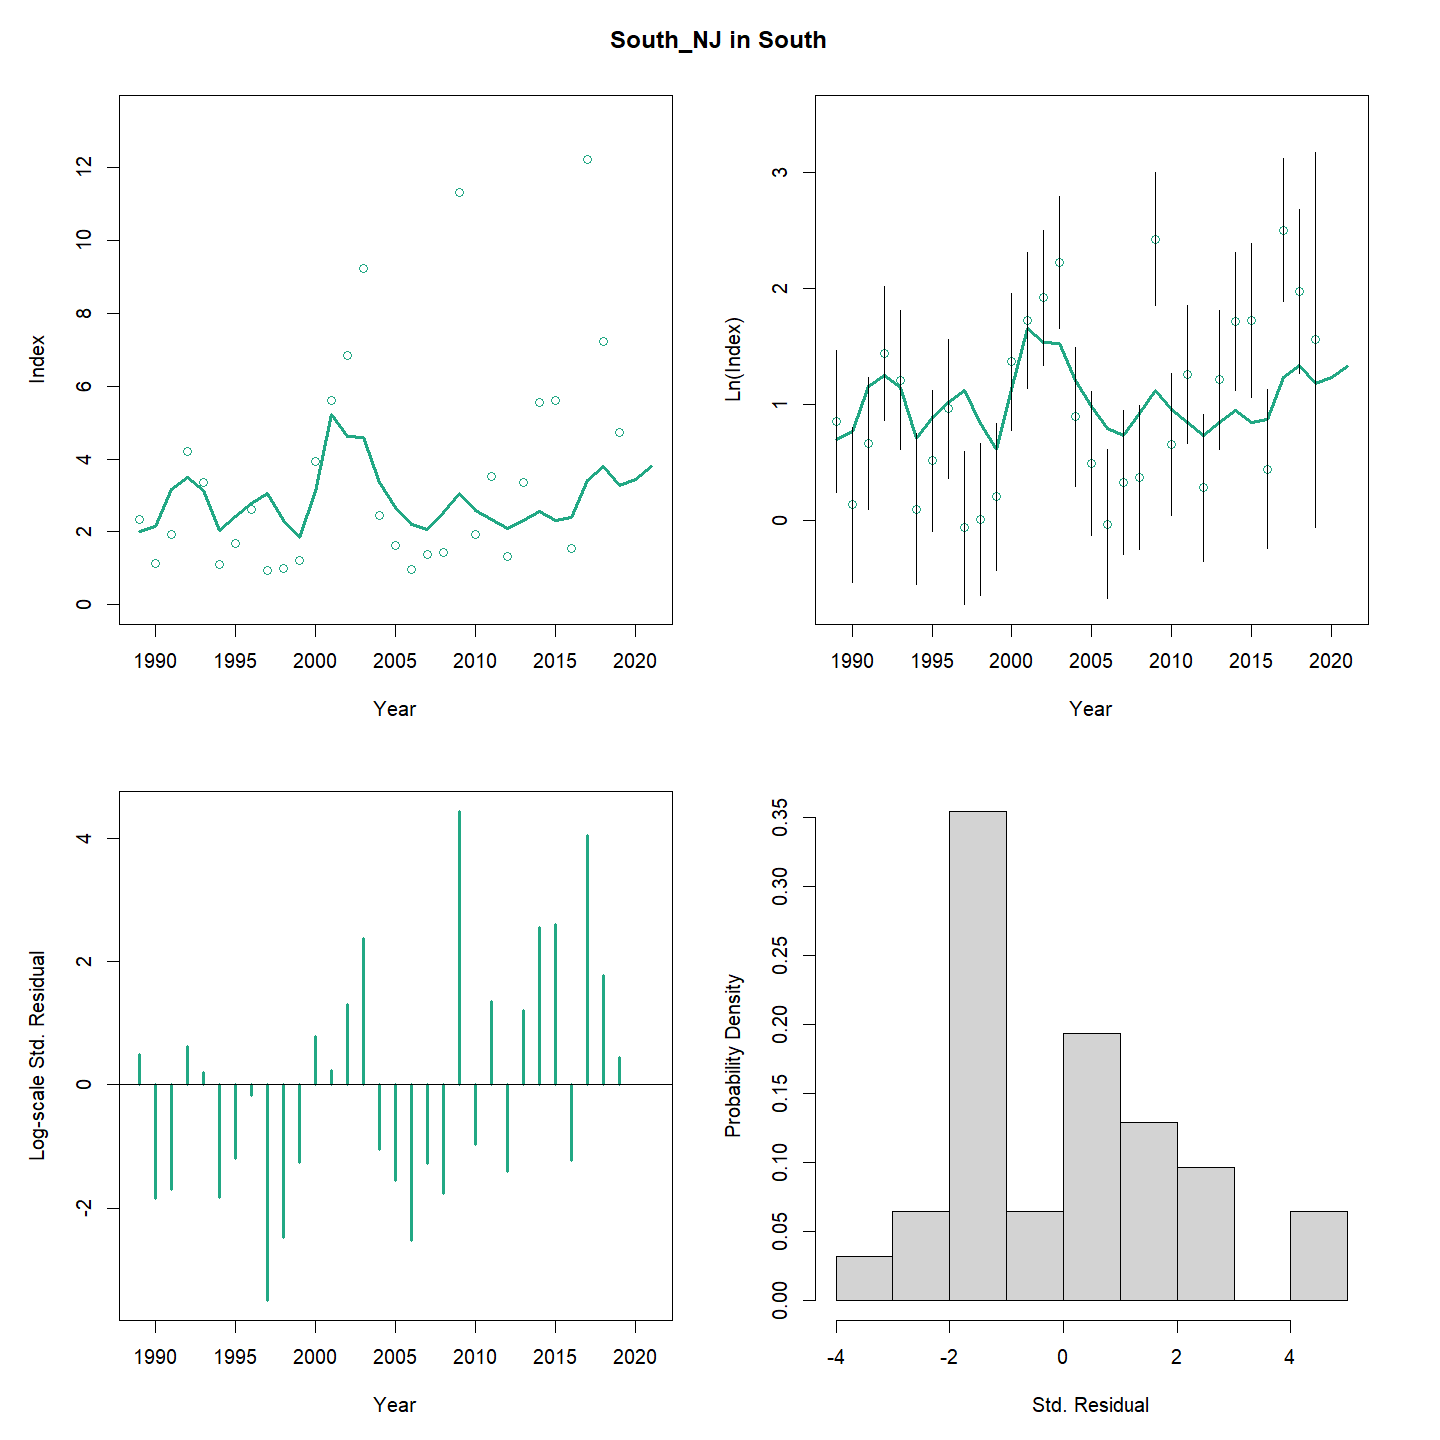 South_NJ in South
Index
0 2 4 6 8 10 12
1990 1995 2000 2005 2010 2015 2020
Year
Ln(Index)
0 1 2 3
1990 1995 2000 2005 2010 2015 2020
Year
Log-scale Std. Residual
-2 0 2 4
1990 1995 2000 2005 2010 2015 2020
Year
Probability Density
0.00 0.05 0.10 0.15 0.20 0.25 0.30 0.35
-4 -2 0 2 4
Std. Residual